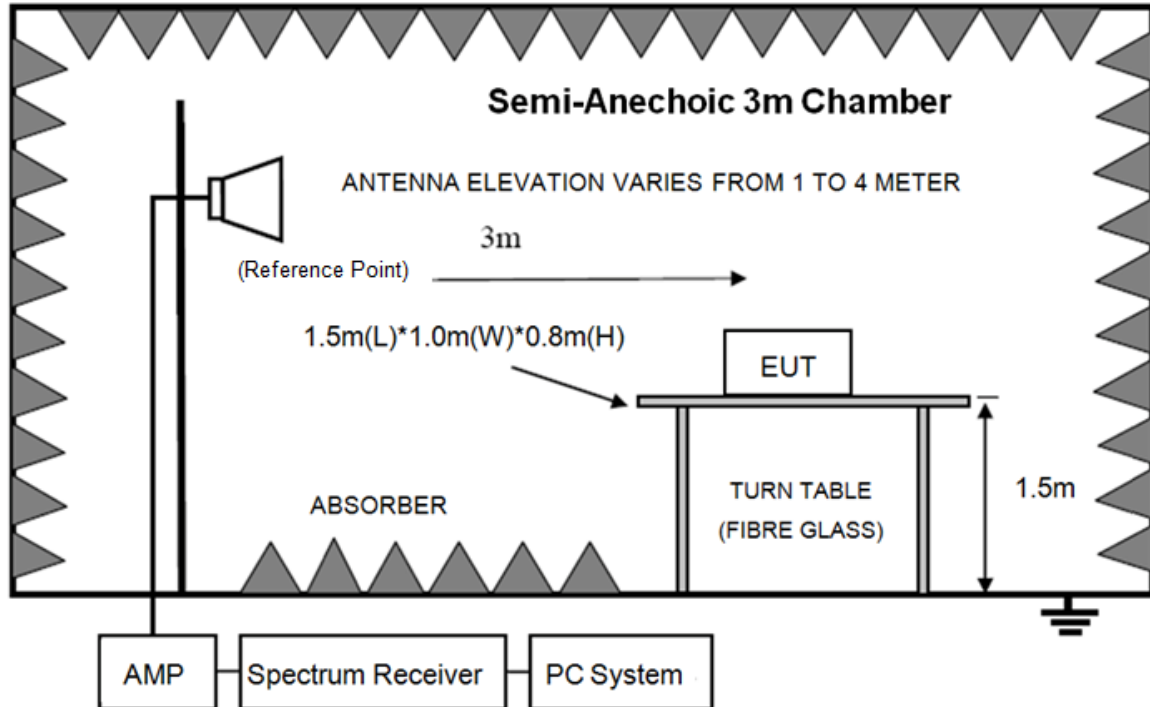 Semi-Anechoic 3m Chamber
ANTENNA ELEVATION VARIES FROM 1 TO 4 METER
3m
(Reference Point)
1.5m(L)*1.0m(W)*0.8m(H)
EUT
1.5m
TURN TABLE
(FIBRE GLASS)
ABSORBER
AMP
Spectrum Receiver
PC System